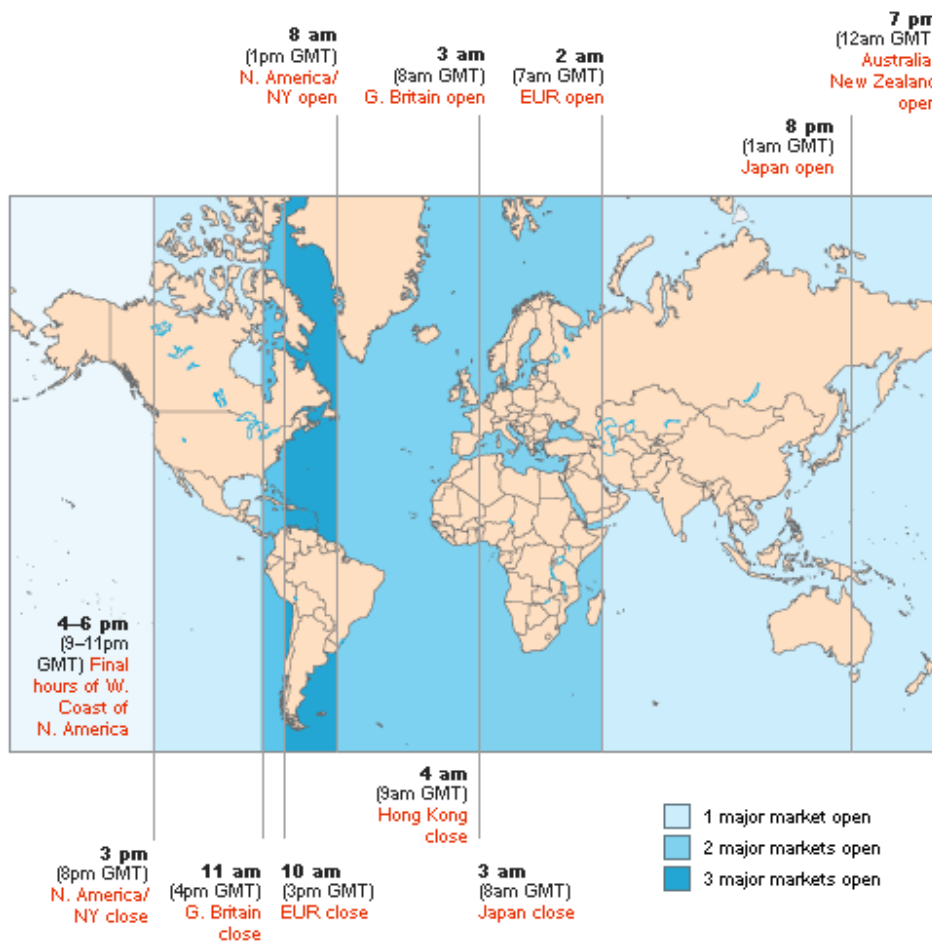 8 am
(1pm GMT)
N. America/
NY open
3 am
(8am GMT)
G. Britain open
2 am
(7am GMT)
EUR open
7 pm
(12am GMT)
Australia/
New Zealand
open
8 pm
(1am GMT)
Japan open
4–6 pm
(9–11pm
GMT) Final
hours of W.
Coast of
N. America
3 pm
(8pm GMT)
N. America/
NY close
11 am
(4pm GMT)
G. Britain
close
10 am
(3pm GMT)
EUR close
4 am
(9am GMT)
Hong Kong
close
3 am
(8am GMT)
Japan close
1 major market open
2 major markets open
3 major markets open